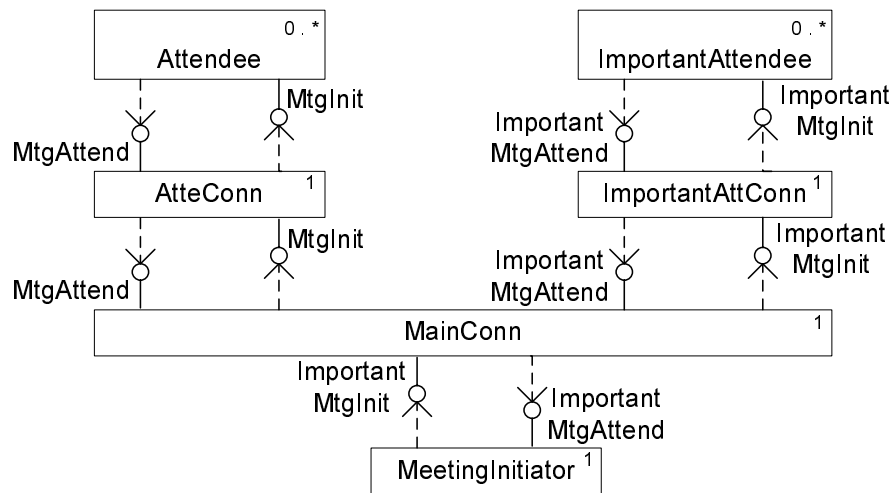 0 . *
Attendee
0 . *
ImportantAttendee
MtgInit
MtgAttend
Important
MtgInit
Important
MtgAttend
AtteConn 1
ImportantAttConn 1
MtgInit
MtgAttend
Important
MtgInit
Important
MtgAttend
MainConn 1
Important
MtgInit
Important
MtgAttend
MeetingInitiator 1